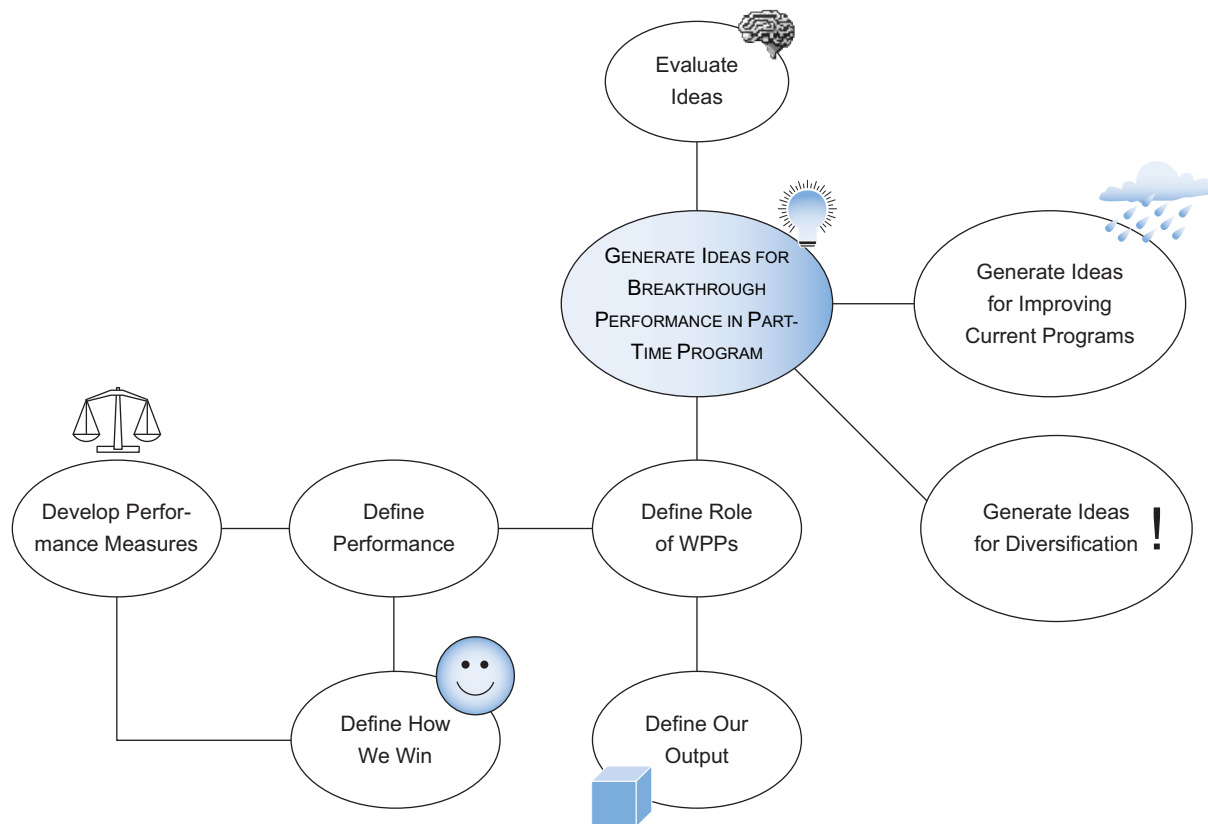 Evaluate
Ideas
GENERATE IDEAS FOR
BREAKTHROUGH
PERFORMANCE IN PART-
TIME PROGRAM
Generate Ideas
for Improving
Current Programs
Develop Perfor-
mance Measures
Define
Performance
Define Role
of WPPs
Generate Ideas
for Diversification !
Define How
We Win
Define Our
Output